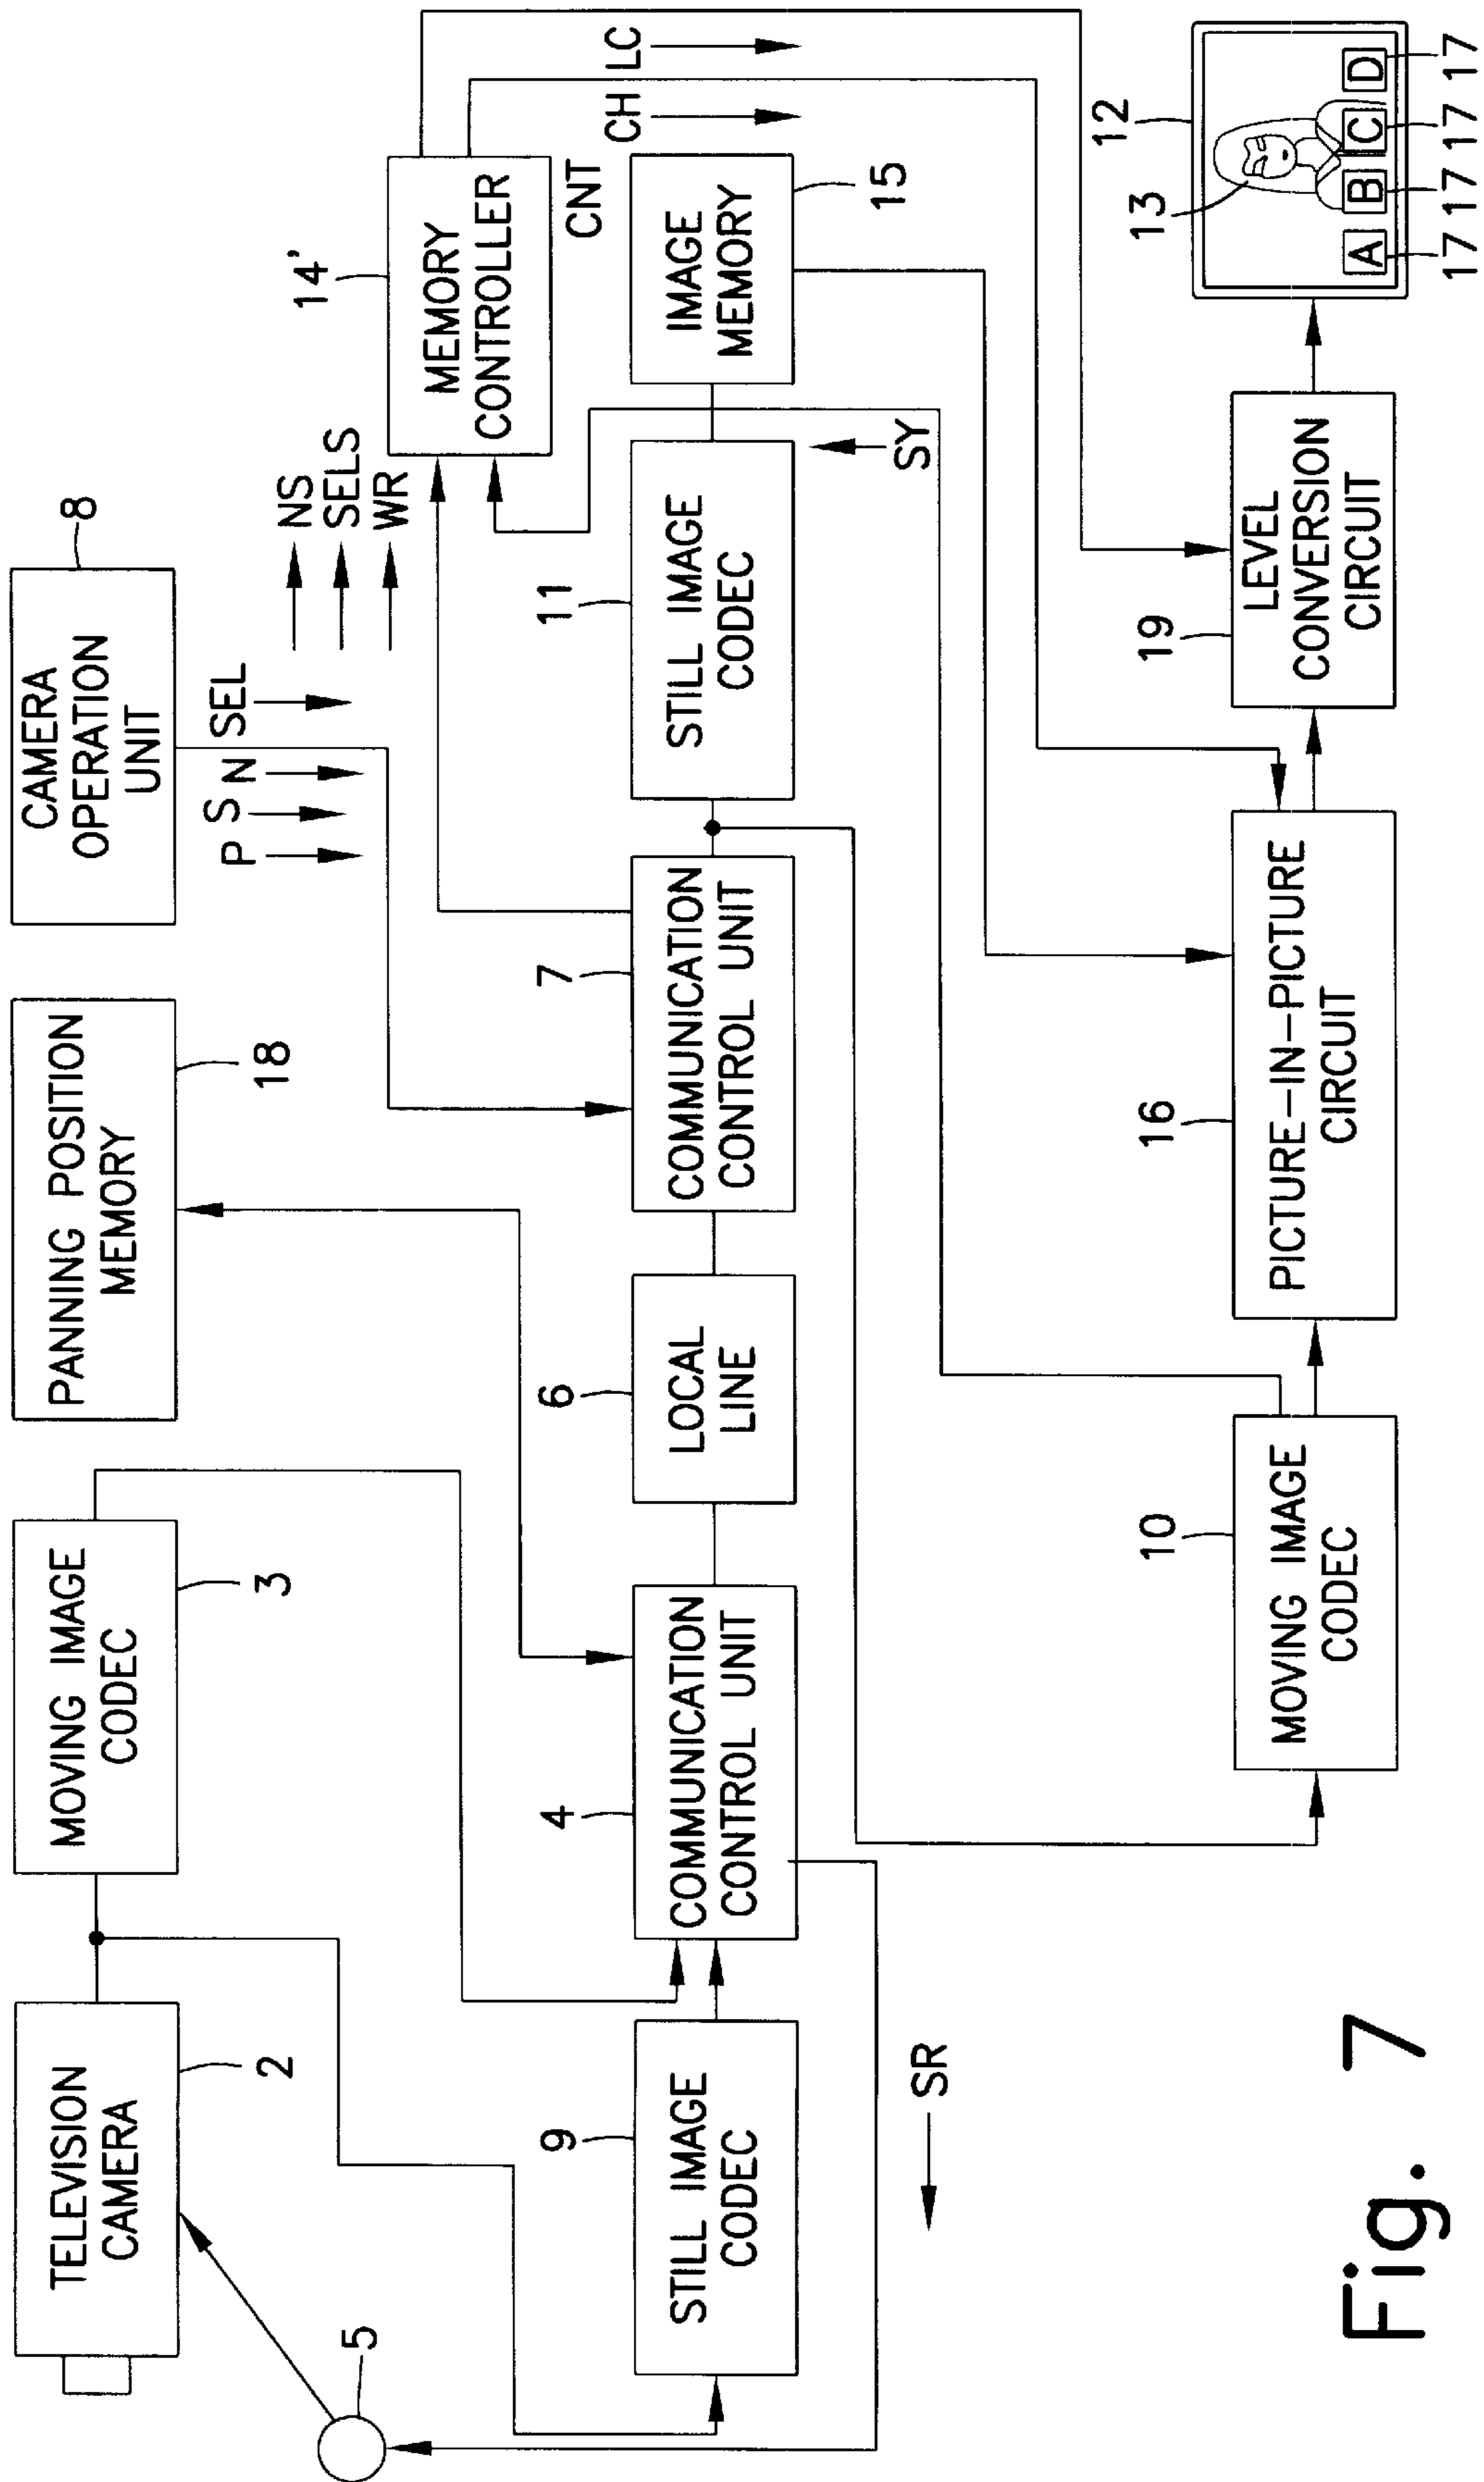 TELEVISION
CAMERA
2
MOVING IMAGE
CODEC
3
PANNING POSITION
MEMORY
18
CAMERA
OPERATION
UNIT
8
P
S
N
SEL
NS
SELS
WR
5
STILL IMAGE
CODEC
9
SR
COMMUNICATION
CONTROL UNIT
4
LOCAL
LINE
6
COMMUNICATION
CONTROL UNIT
7
STILL IMAGE
CODEC
11
MEMORY
CONTROLLER
14'
CNT
IMAGE
MEMORY
15
SY
CH
LC
MOVING IMAGE
CODEC
10
PICTURE-IN-PICTURE
CIRCUIT
16
LEVEL
CONVERSION
CIRCUIT
19
12
13
A
B
C
D
17
17
17
17
Fig. 7